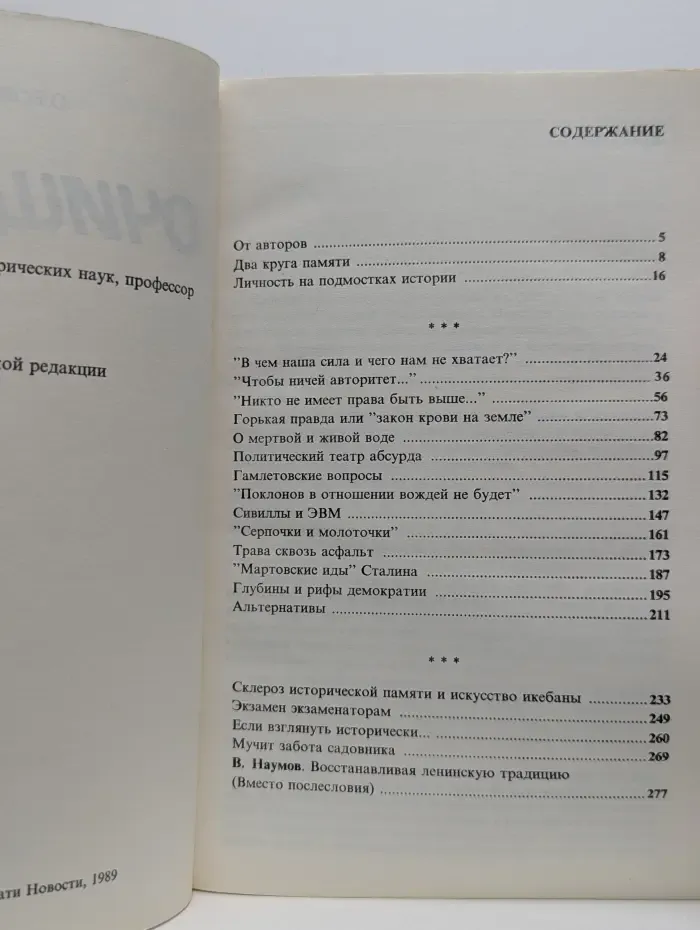 рических наук, профессор
ой редакции
ати Новости, 1989
СОДЕРЖАНИЕ
От авторов ........ 5
Два круга памяти ........ 8
Личность на подмостках истории ........ 16
* * *
"В чем наша сила и чего нам не хватает?" ........ 24
"Чтобы ничей авторитет..." ........ 36
"Никто не имеет права быть выше..." ........ 56
Горькая правда или "закон крови на земле" ........ 73
О мертвой и живой воде ........ 82
Политический театр абсурда ........ 97
Гамлетовские вопросы ........ 115
"Поклонов в отношении вождей не будет" ........ 132
Сивиллы и ЭВМ ........ 147
"Серпочки и молоточки" ........ 161
Трава сквозь асфальт ........ 173
"Мартовские иды" Сталина ........ 187
Глубины и рифы демократии ........ 195
Альтернативы ........ 211
* * *
Склероз исторической памяти и искусство икебаны ........ 233
Экзамен экзаменаторам ........ 249
Если взглянуть исторически... ........ 260
Мучит забота садовника ........ 269
В. Наумов. Восстанавливая ленинскую традицию
(Вместо послесловия) ........ 277